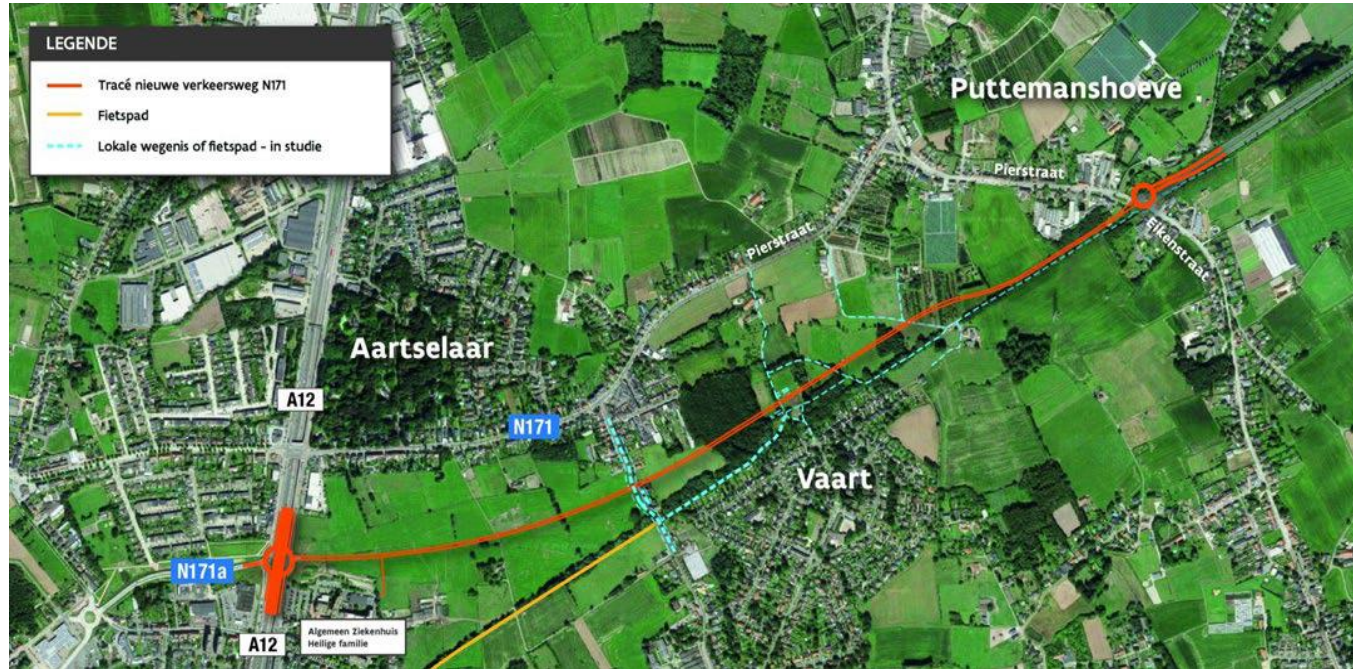 LEGENDE
Tracé nieuwe verkeersweg N171
Fietspad
Lokale wegenis of fietspad - in studie
Puttemanshoeve
Pierstraat
Eikenstraat
Pierstraat
Aartselaar
A12
N171
Vaart
N171a
A12
Algemeen Ziekenhuis
Heilige familie